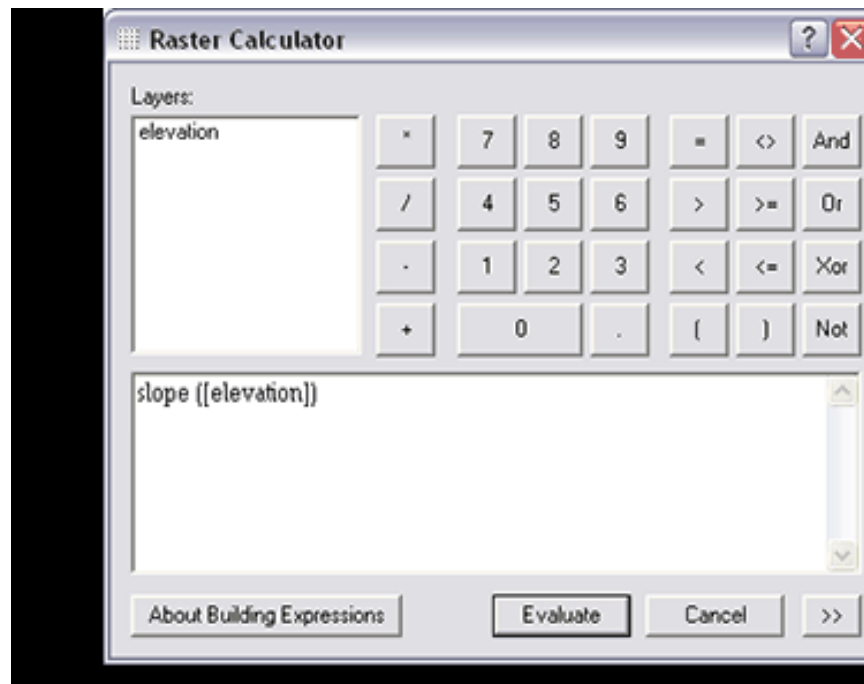 Raster Calculator ?
Layers:
elevation
* 7 8 9 = <> And
/ 4 5 6 > >= Or
- 1 2 3 < <= Xor
+ 0 . ( ) Not
slope ([elevation])
About Building Expressions Evaluate Cancel >>